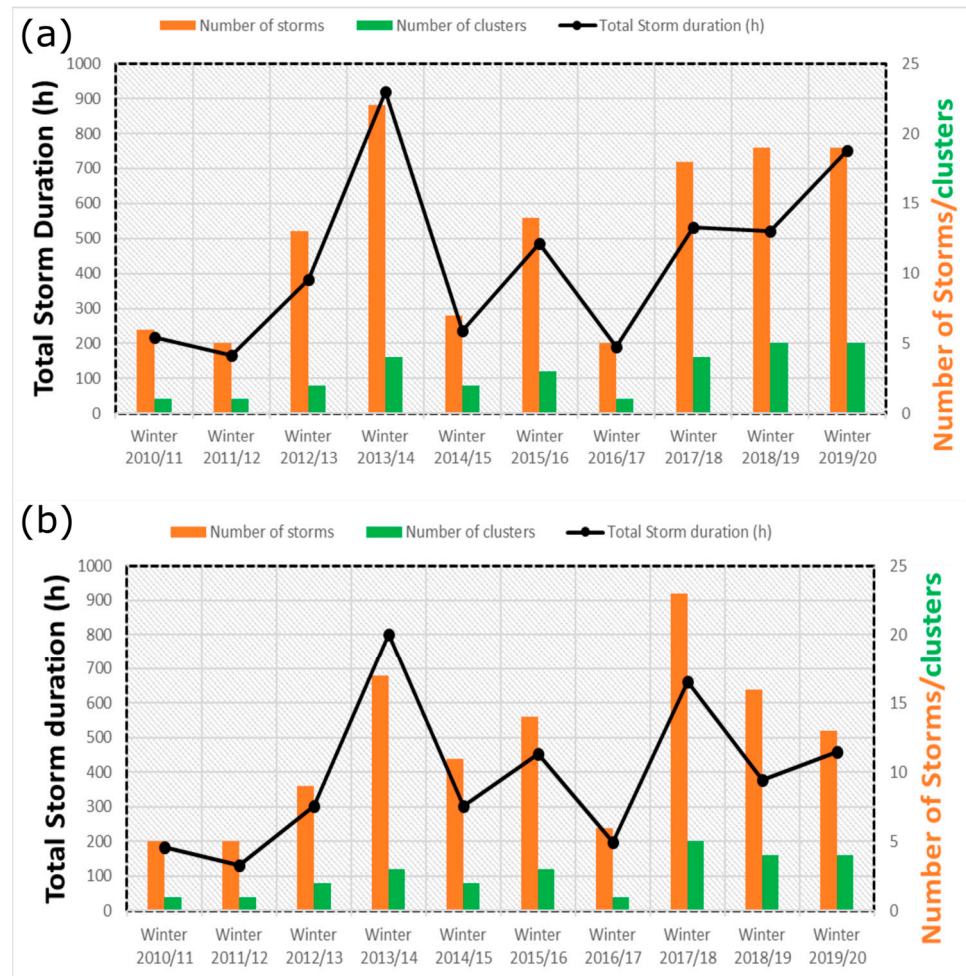 (a)
Number of storms
Number of clusters
Total Storm duration (h)
Total Storm Duration (h)
1000
900
800
700
600
500
400
300
200
100
0
25
20
15
10
5
0
Number of Storms/clusters
Winter 2010/11
Winter 2011/12
Winter 2012/13
Winter 2013/14
Winter 2014/15
Winter 2015/16
Winter 2016/17
Winter 2017/18
Winter 2018/19
Winter 2019/20
(b)
Number of storms
Number of clusters
Total Storm duration (h)
Total Storm duration (h)
1000
900
800
700
600
500
400
300
200
100
0
25
20
15
10
5
0
Number of Storms/clusters
Winter 2010/11
Winter 2011/12
Winter 2012/13
Winter 2013/14
Winter 2014/15
Winter 2015/16
Winter 2016/17
Winter 2017/18
Winter 2018/19
Winter 2019/20